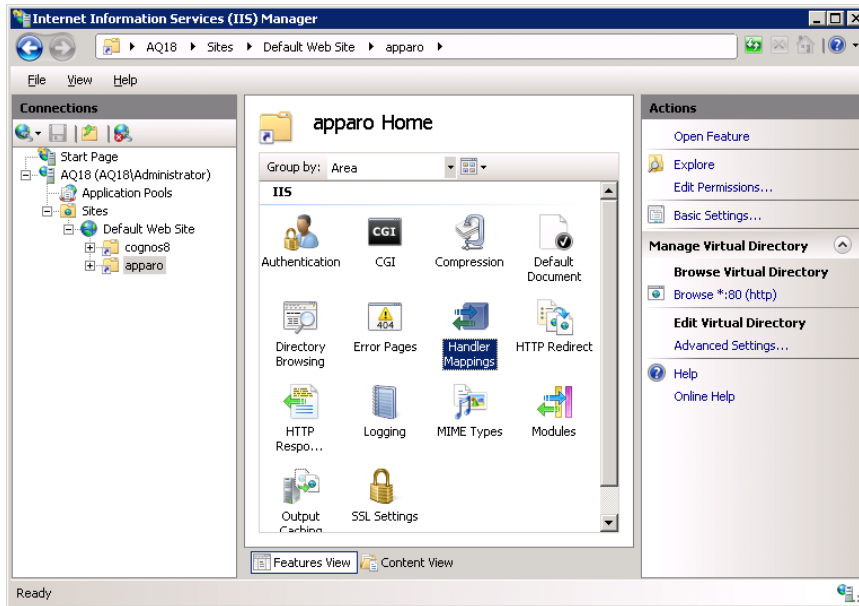 Internet Information Services (IIS) Manager
AQ18 Sites Default Web Site apparo
File View Help
Connections
Start Page
AQ18 (AQ18\Administrator)
Application Pools
Sites
Default Web Site
cognos8
apparo
apparo Home
Group by: Area
IIS
Authentication
CGI
CGI
Compression
Default
Document
Directory
Browsing
404
Error Pages
Handler
Mappings
HTTP Redirect
HTTP
Respo...
Logging
MIME Types
Modules
Output
Caching
SSL Settings
Features View
Content View
Actions
Open Feature
Explore
Edit Permissions...
Basic Settings...
Manage Virtual Directory
Browse Virtual Directory
Browse *:80 (http)
Edit Virtual Directory
Advanced Settings...
Help
Online Help
Ready